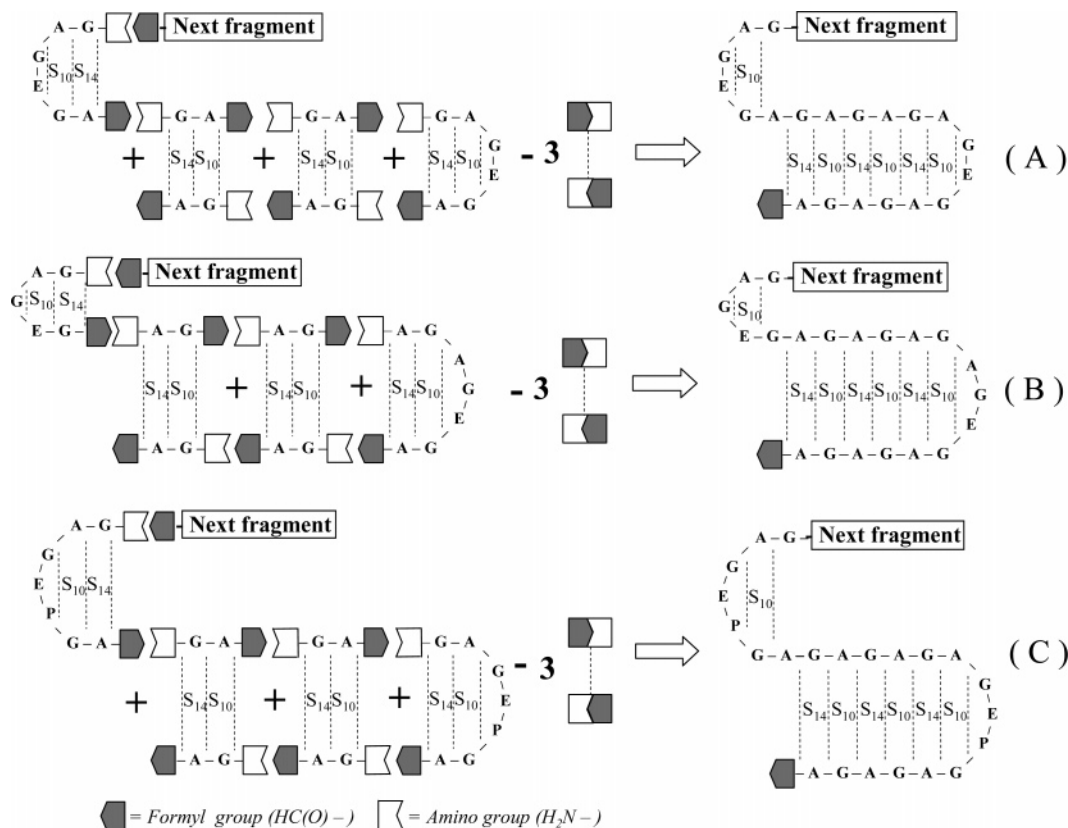 A – G – – Next fragment
G S10 S14
E
G – A – – G – A – – G – A – – G – A
G
+ S14 S10 + S14 S10 + S14 S10
E
– A – G – – A – G – – A – G
- 3
A – G – Next fragment
G S10
E
G – A – G – A – G – A – G – A
G
S14 S10 S14 S10 S14 S10
E
– A – G – A – G – A – G
( A )
A – G – – Next fragment
G S10 S14
E – G – – A – G – – A – G – – A – G
A
S14 S10 + S14 S10 + S14 S10
G
E
– A – G – – A – G – – A – G
- 3
A – G – Next fragment
G S10
E – G – A – G – A – G – A – G
A
S14 S10 S14 S10 S14 S10
G
E
– A – G – A – G – A – G
( B )
A – G – – Next fragment
G
E S10 S14
P
G – A – – G – A – – G – A – – G – A
G
+ S14 S10 + S14 S10 + S14 S10
E
P
– A – G – – A – G – – A – G
- 3
A – G – Next fragment
G
E S10
P
G – A – G – A – G – A – G – A
G
S14 S10 S14 S10 S14 S10
E
P
– A – G – A – G – A – G
( C )
= Formyl group (HC(O) – ) = Amino group (H2N – )